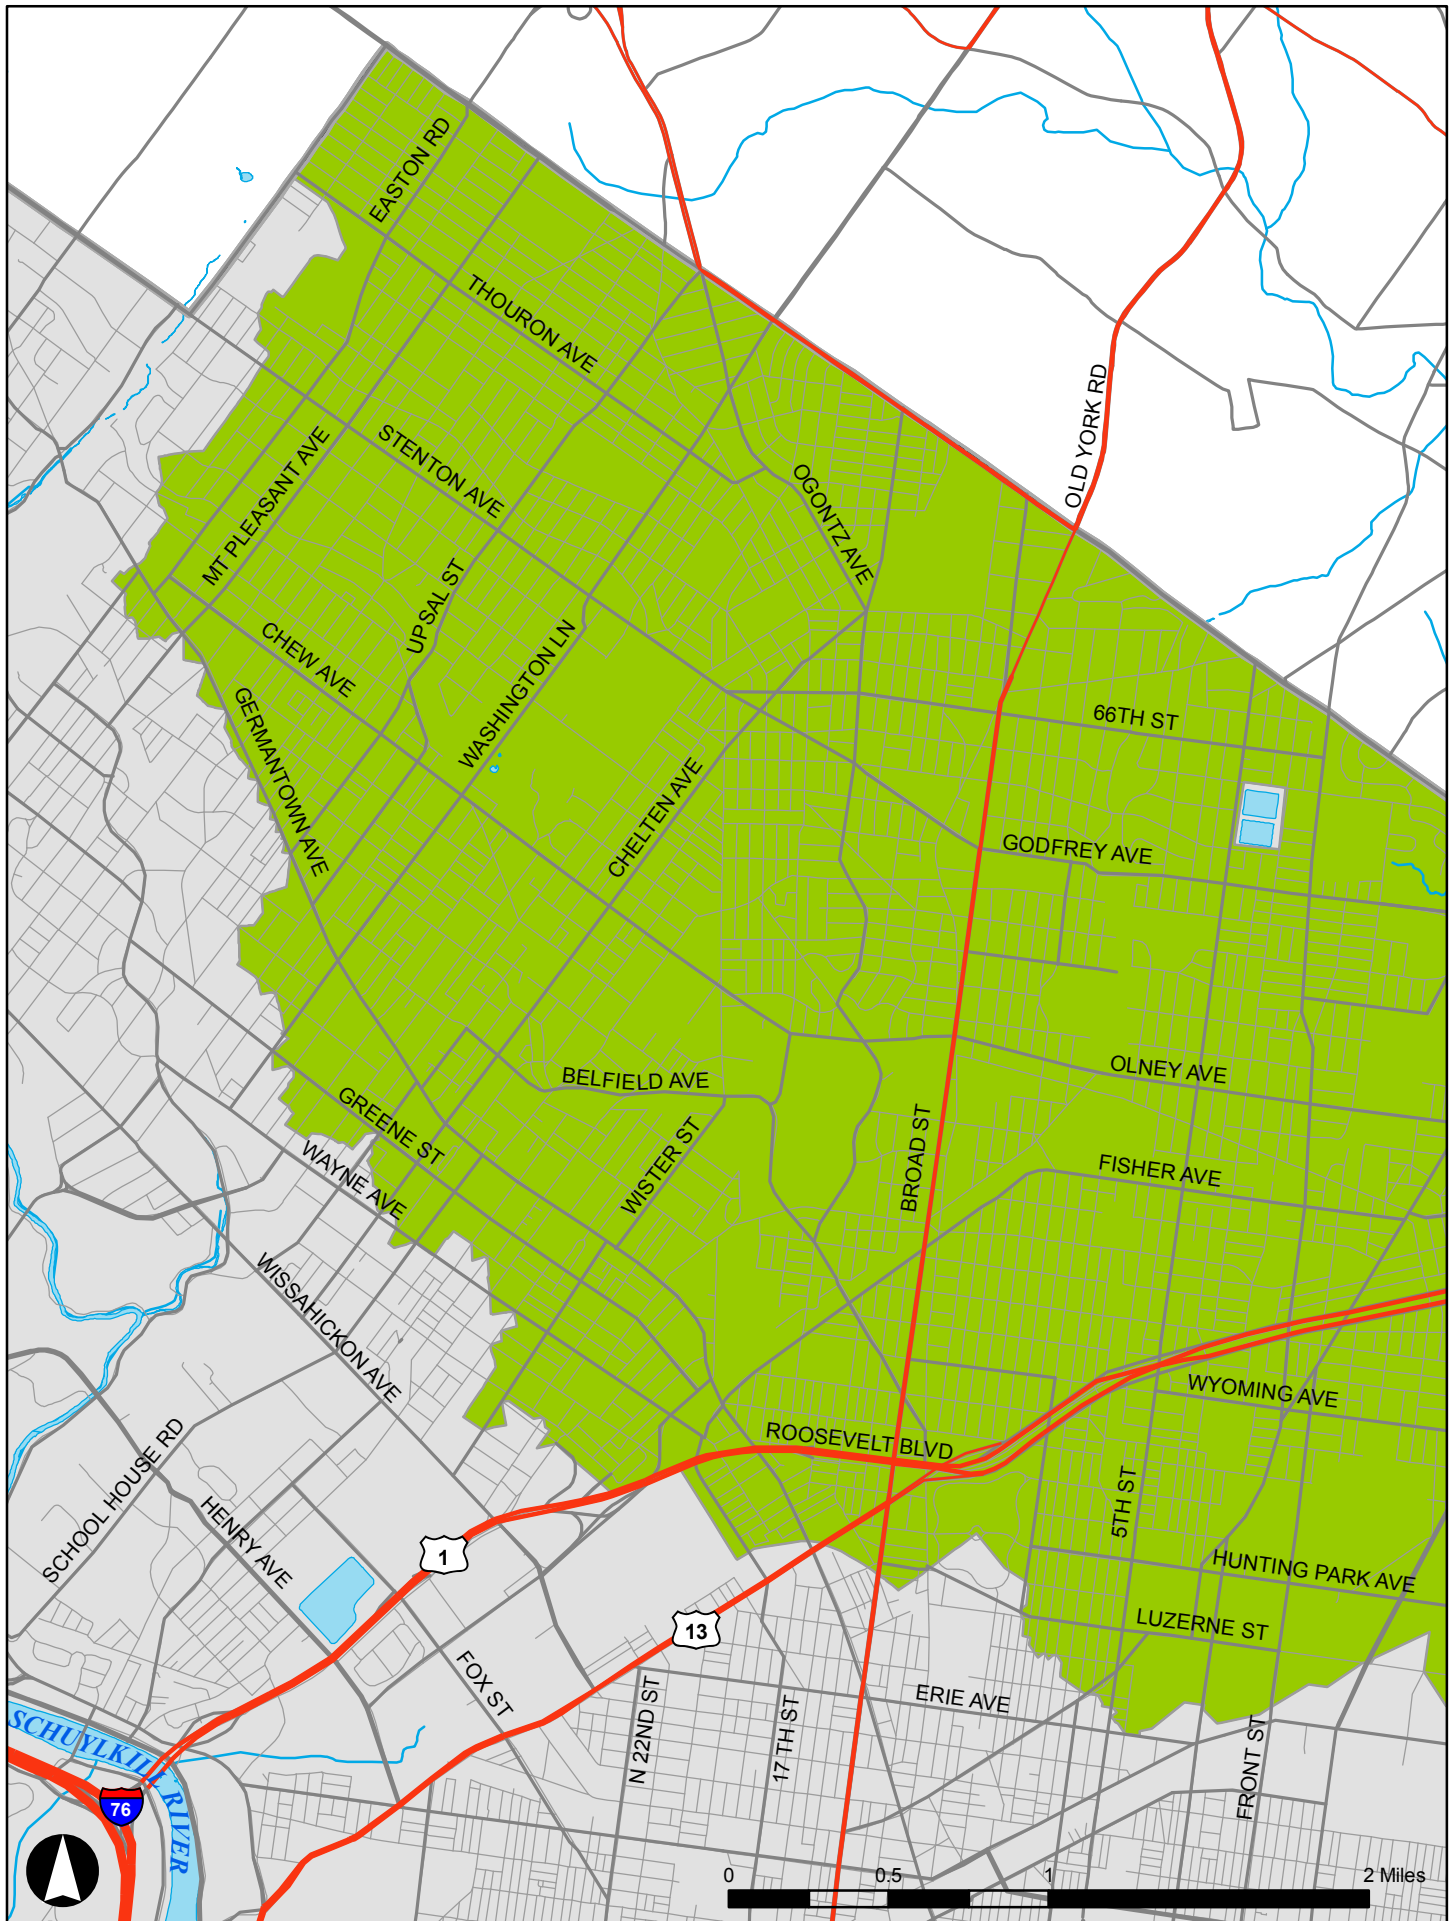 EASTON RD
THOURON AVE
OLD YORK RD
STENTON AVE
MT PLEASANT AVE
OGONTZ AVE
UPSAL ST
CHEW AVE
WASHINGTON LN
GERMANTOWN AVE
66TH ST
CHELTEN AVE
GODFREY AVE
BELFIELD AVE
OLNEY AVE
GREENE ST
WISTER ST
BROAD ST
WAYNE AVE
FISHER AVE
WISSAHICKON AVE
WYOMING AVE
ROOSEVELT BLVD
SCHOOL HOUSE RD
HENRY AVE
5TH ST
1
HUNTING PARK AVE
13
LUZERNE ST
FOX ST
ERIE AVE
N 22ND ST
17TH ST
FRONT ST
SCHUYLKILL RIVER
76
0 0.5 1 2 Miles